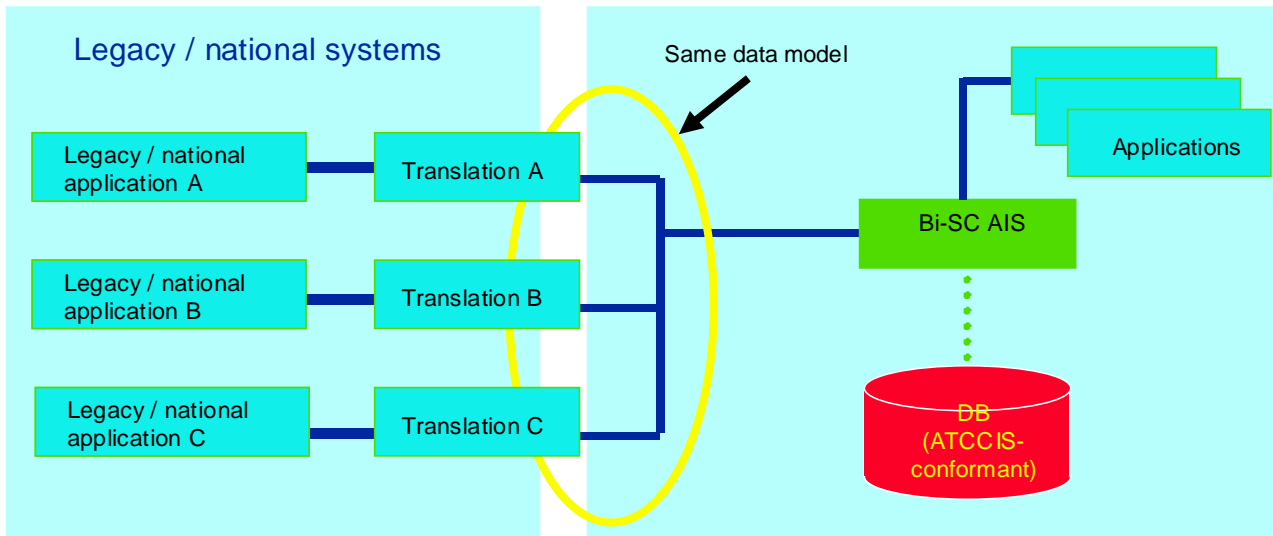 Legacy / national systems
Same data model
Legacy / national
application A
Translation A
Applications
Bi-SC AIS
Legacy / national
application B
Translation B
Legacy / national
application C
Translation C
DB
(ATCCIS-
conformant)